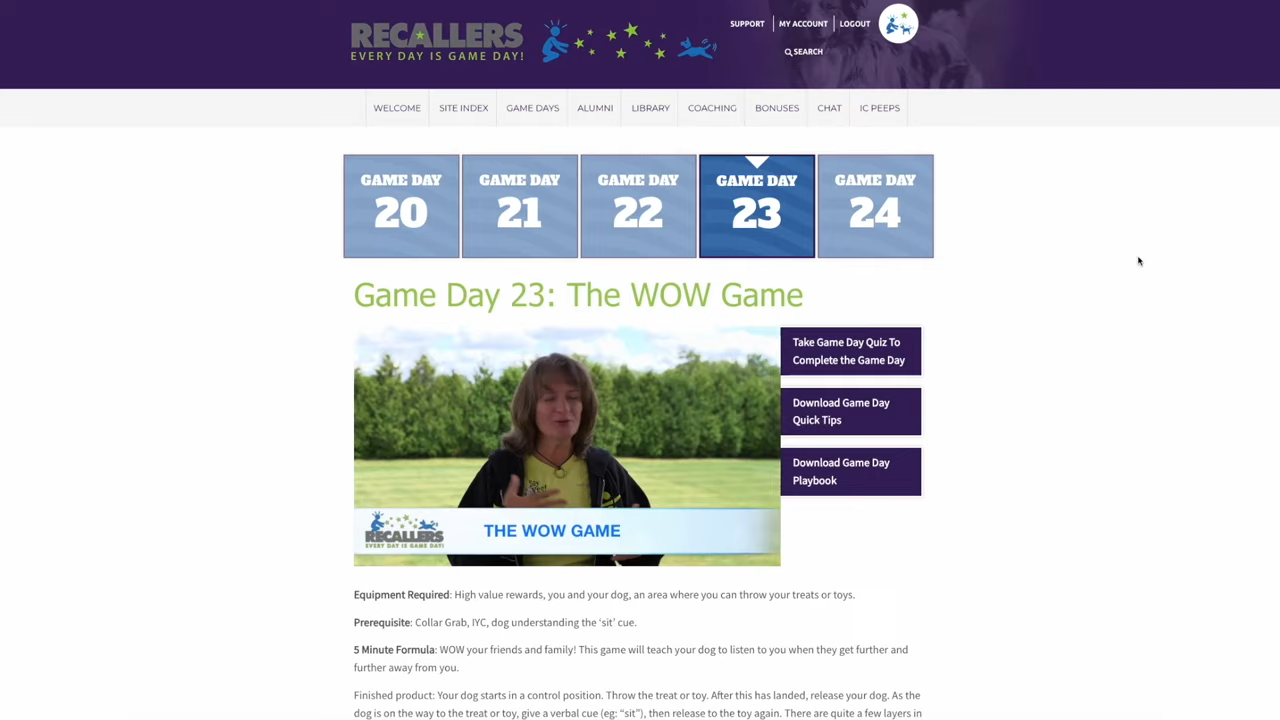 RECALLERS
EVERY DAY IS GAME DAY!
SUPPORT
MY ACCOUNT
LOGOUT
SEARCH
WELCOME
SITE INDEX
GAME DAYS
ALUMNI
LIBRARY
COACHING
BONUSES
CHAT
IC PEEPS
GAME DAY
20
GAME DAY
21
GAME DAY
22
GAME DAY
23
GAME DAY
24
Game Day 23: The WOW Game
RECALLERS
EVERY DAY IS GAME DAY!
THE WOW GAME
Take Game Day Quiz To
Complete the Game Day
Download Game Day
Quick Tips
Download Game Day
Playbook
Equipment Required: High value rewards, you and your dog, an area where you can throw your treats or toys.
Prerequisite: Collar Grab, IYC, dog understanding the ‘sit’ cue.
5 Minute Formula: WOW your friends and family! This game will teach your dog to listen to you when they get further and
further away from you.
Finished product: Your dog starts in a control position. Throw the treat or toy. After this has landed, release your dog. As the
dog is on the way to the treat or toy, give a verbal cue (eg: “sit”), then release to the toy again. There are quite a few layers in